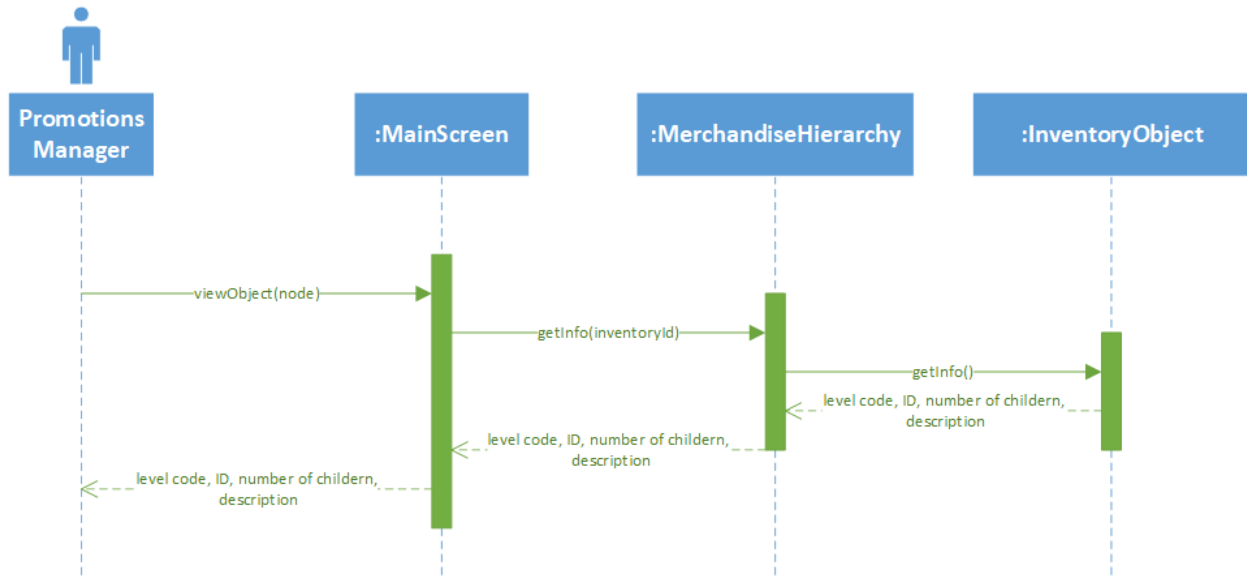 Promotions
Manager
:MainScreen
:MerchandiseHierarchy
:InventoryObject
viewObject(node)
getInfo(inventoryId)
getInfo()
level code, ID, number of childern,
description
level code, ID, number of childern,
description
level code, ID, number of childern,
description